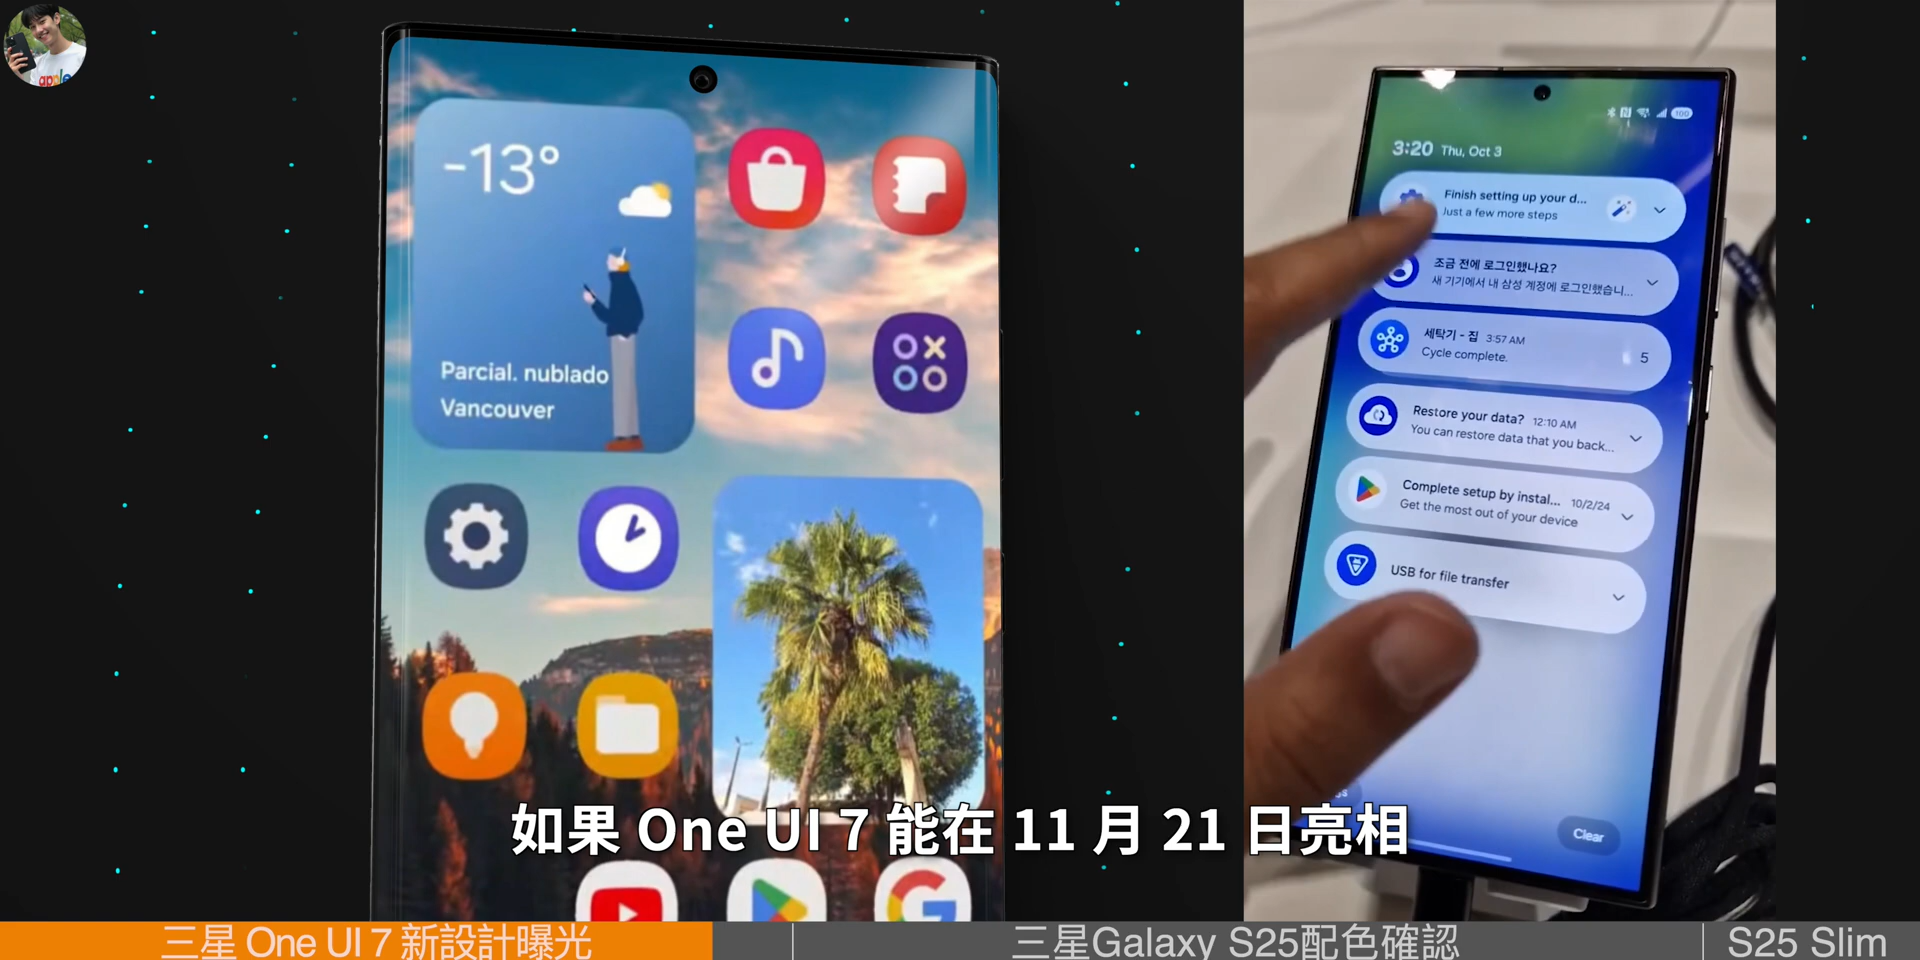 apple
-13°
Parcial. nublado
Vancouver
100
3:20 Thu, Oct 3
Finish setting up your d...
Just a few more steps
조금 전에 로그인했나요?
새 기기에서 내 삼성 계정에 로그인했습니...
세탁기 - 집 3:57 AM
Cycle complete.
5
Restore your data? 12:10 AM
You can restore data that you back...
Complete setup by instal... 10/2/24
Get the most out of your device
USB for file transfer
Clear
如果 One UI 7 能在 11 月 21 日亮相
三星 One UI 7 新設計曝光
三星Galaxy S25配色確認
S25 Slim